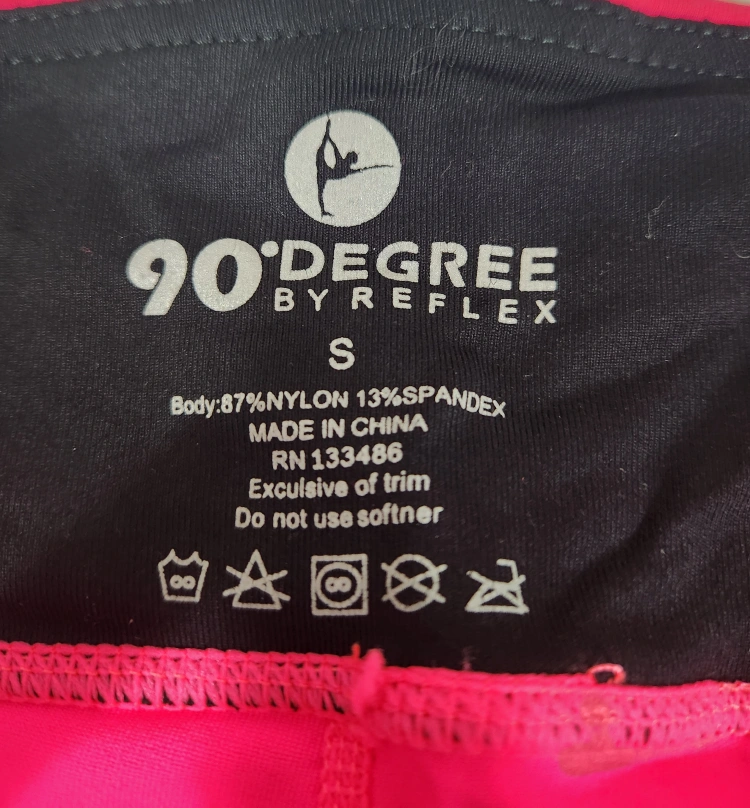 90°DEGREE
BY REFLEX
S
Body:87%NYLON 13%SPANDEX
MADE IN CHINA
RN 133486
Exculsive of trim
Do not use softner